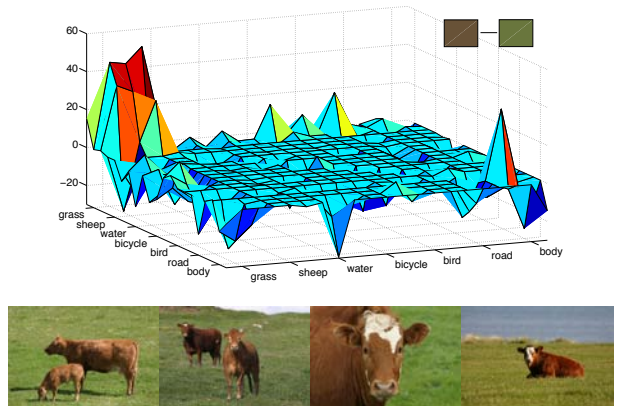 60
40
20
0
−20
grass
sheep
water
bicycle
bird
road
body
grass
sheep
water
bicycle
bird
road
body